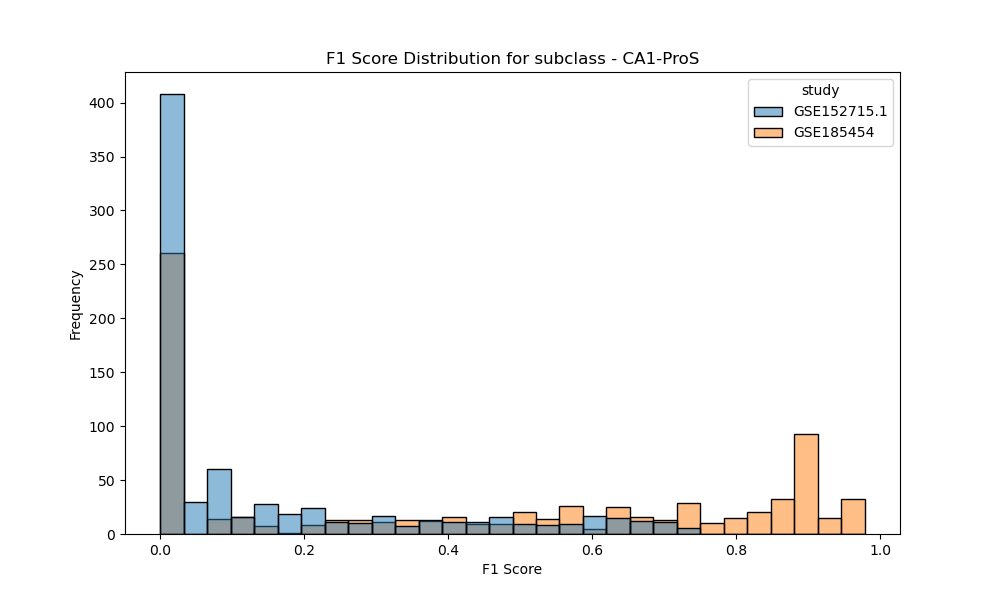 F1 Score Distribution for subclass - CA1-ProS
study
GSE152715.1
GSE185454
Frequency
400
350
300
250
200
150
100
50
0
0.0 0.2 0.4 0.6 0.8 1.0
F1 Score